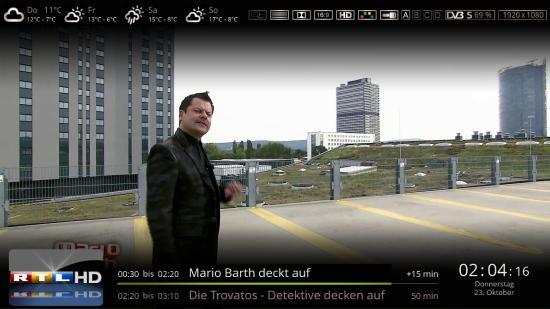 Do 11°C
12°C - 7°C
Fr
13°C - 6°C
Sa
15°C - 8°C
So
17°C - 8°C
16:9 HD A B C D DVB S 69 % 1920 x 1080
MARIO
RTL HD
00:30 bis 02:20 Mario Barth deckt auf +15 min
02:20 bis 03:10 Die Trovatos - Detektive decken auf 50 min
02:04:16
Donnerstag
23. Oktober